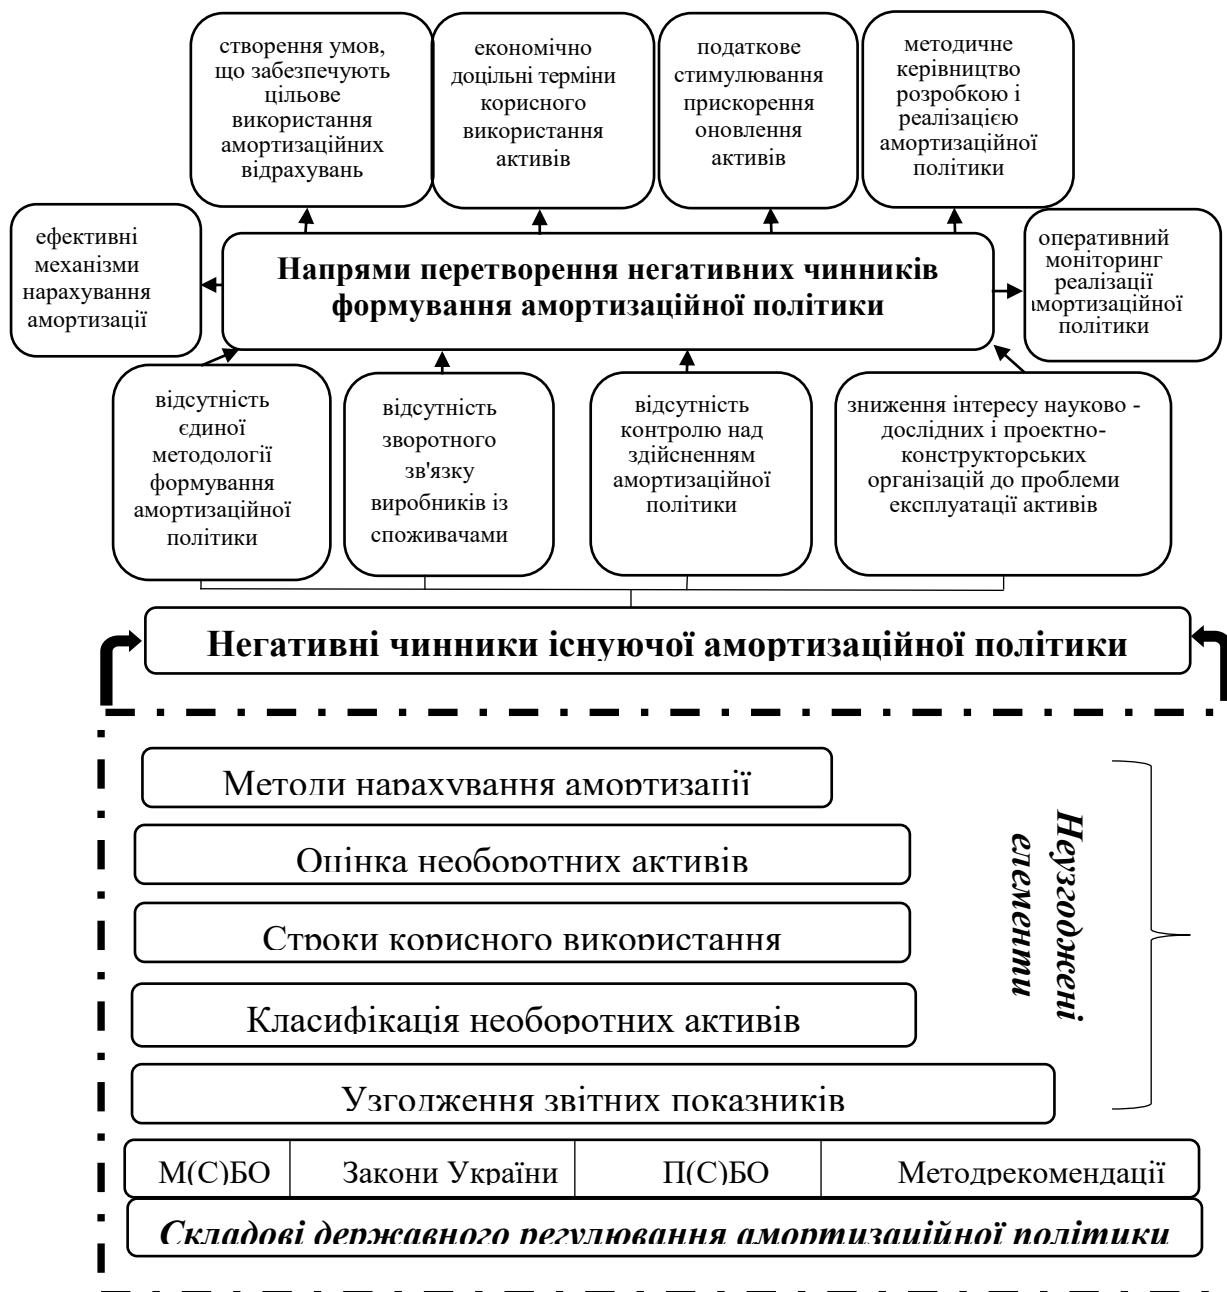 створення умов,
що забезпечують
цільове
використання
амортизаційних
відрахувань
економічно
доцільні терміни
корисного
використання
активів
податкове
стимулювання
прискорення
оновлення
активів
методичне
керівництво
розробкою і
реалізацією
амортизаційної
політики
ефективні
механізми
нарахування
амортизації
Напрями перетворення негативних чинників
формування амортизаційної політики
оперативний
моніторинг
реалізації
амортизаційної
політики
відсутність
єдиної
методології
формування
амортизаційної
політики
відсутність
зворотного
зв'язку
виробників із
споживачами
відсутність
контролю над
здійсненням
амортизаційної
політики
зниження інтересу науково -
дослідних і проектно-
конструкторських
організацій до проблеми
експлуатації активів
Негативні чинники існуючої амортизаційної політики
Методи нарахування амортизації
Оцінка необоротних активів
Строки корисного використання
Класифікація необоротних активів
Узгодження звітних показників
Неузгоджені
елементи
М(С)БО
Закони України
П(С)БО
Методрекомендації
Складові державного регулювання амортизаційної політики